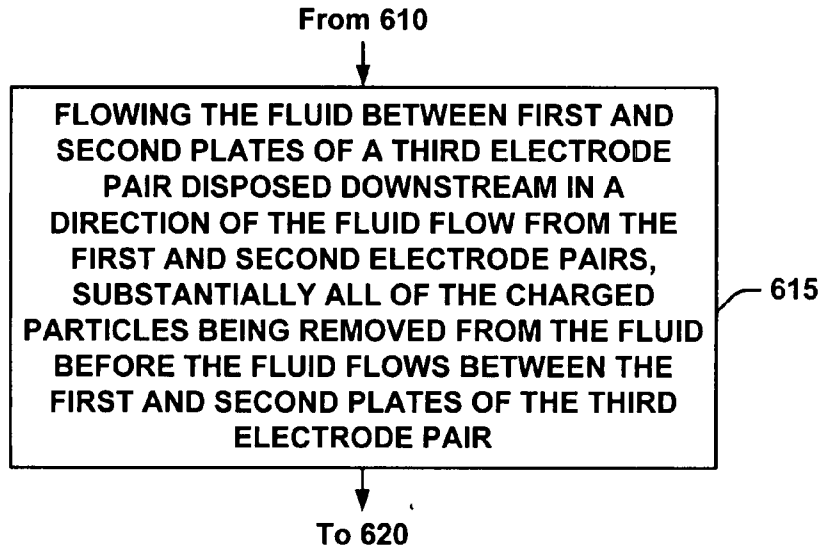 From 610
FLOWING THE FLUID BETWEEN FIRST AND
SECOND PLATES OF A THIRD ELECTRODE
PAIR DISPOSED DOWNSTREAM IN A
DIRECTION OF THE FLUID FLOW FROM THE
FIRST AND SECOND ELECTRODE PAIRS,
SUBSTANTIALLY ALL OF THE CHARGED
PARTICLES BEING REMOVED FROM THE FLUID
BEFORE THE FLUID FLOWS BETWEEN THE
FIRST AND SECOND PLATES OF THE THIRD
ELECTRODE PAIR
615
To 620